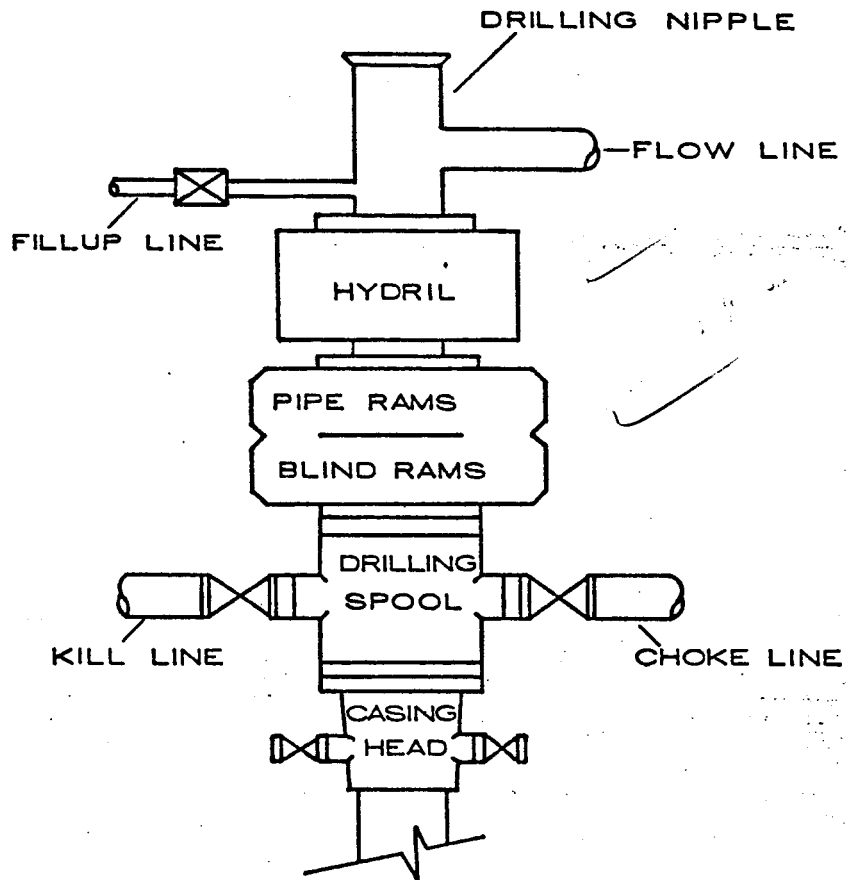 DRILLING NIPPLE
FLOW LINE
FILLUP LINE
HYDRIL
PIPE RAMS
BLIND RAMS
DRILLING
SPOOL
KILL LINE
CHOKE LINE
CASING
HEAD